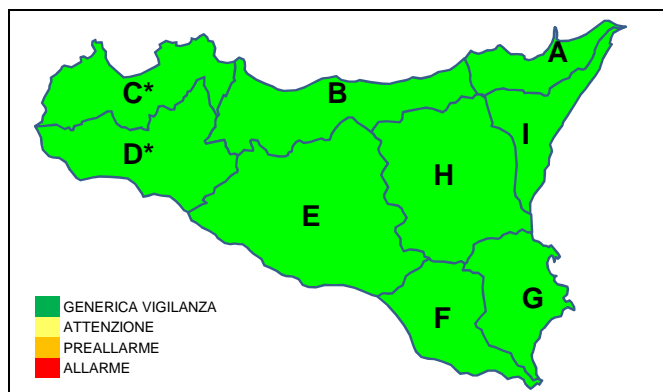 A
C*
B
I
D*
H
E
G
F
GENERICA VIGILANZA
ATTENZIONE
PREALLARME
ALLARME